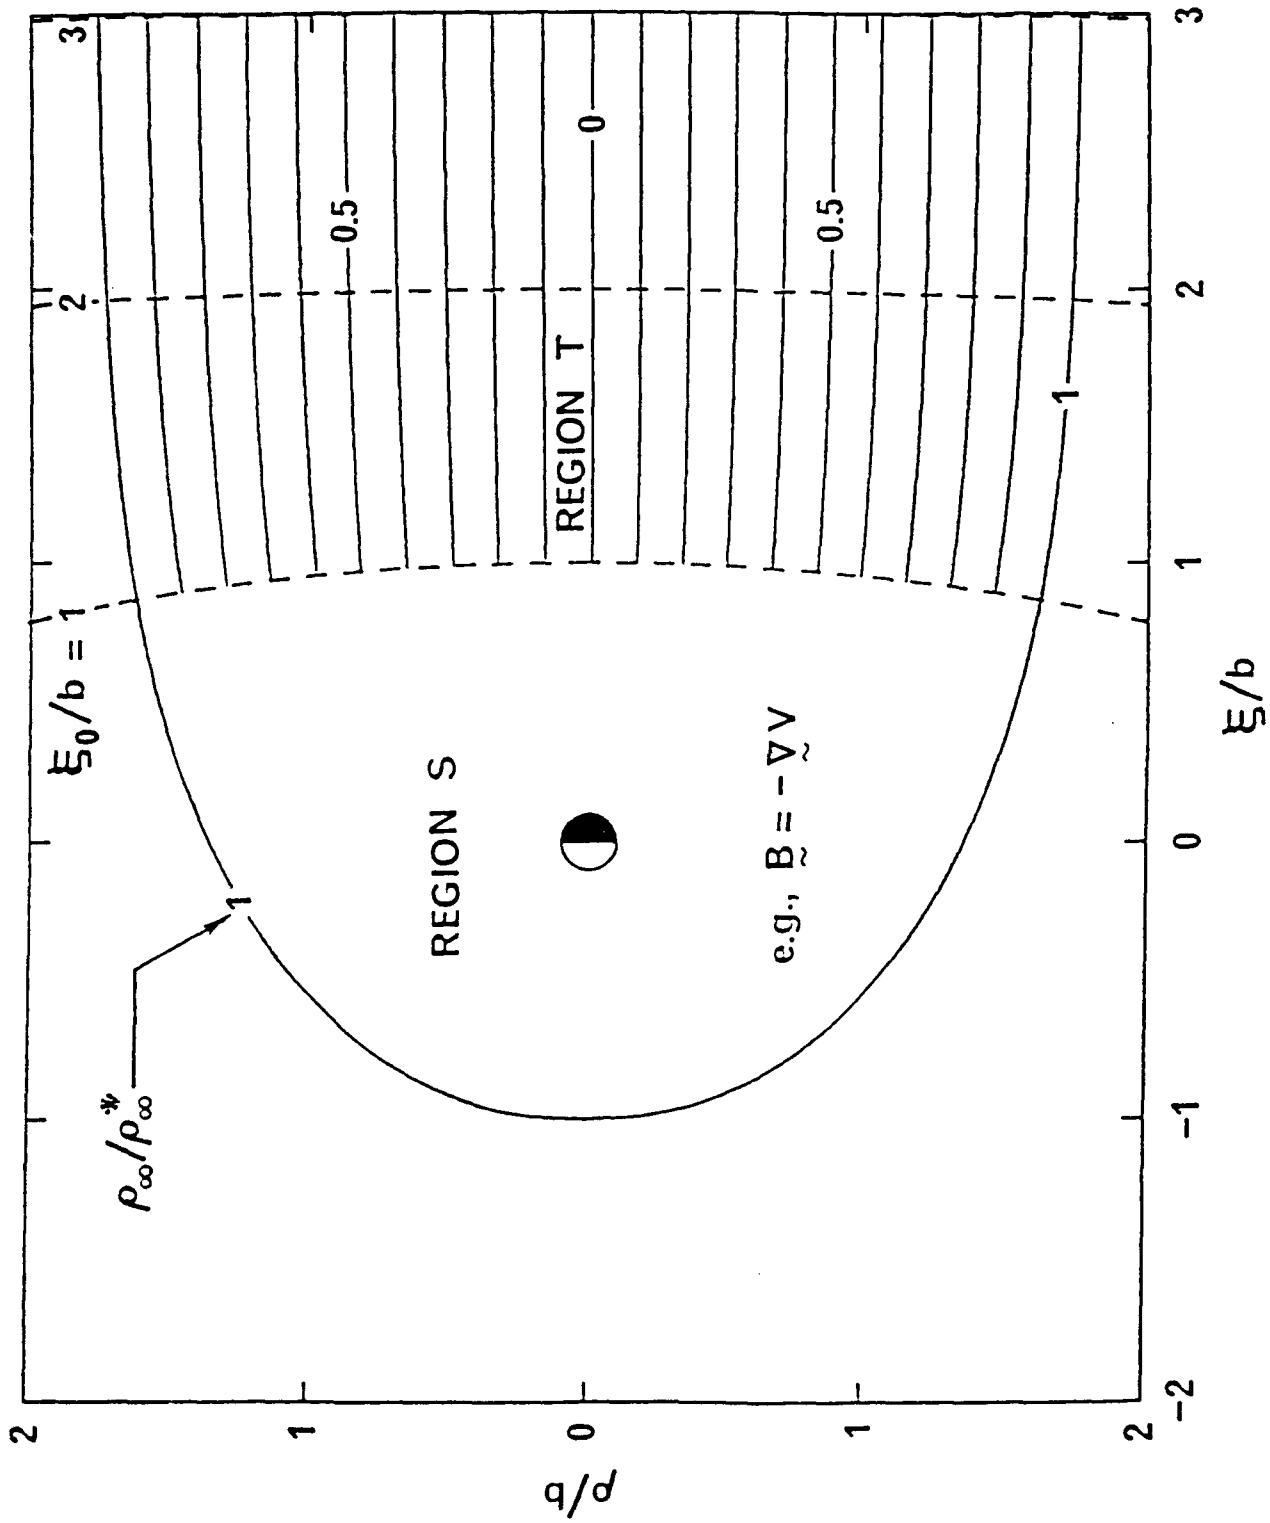 ξ₀/b = 1
2
3
ρ∞/ρ∞*
1
REGION S
e.g., B̰ = −∇̰V
REGION T
0.5
0
0.5
1
2
1
0
1
2
ρ/b
−2
−1
0
1
2
3
ξ/b